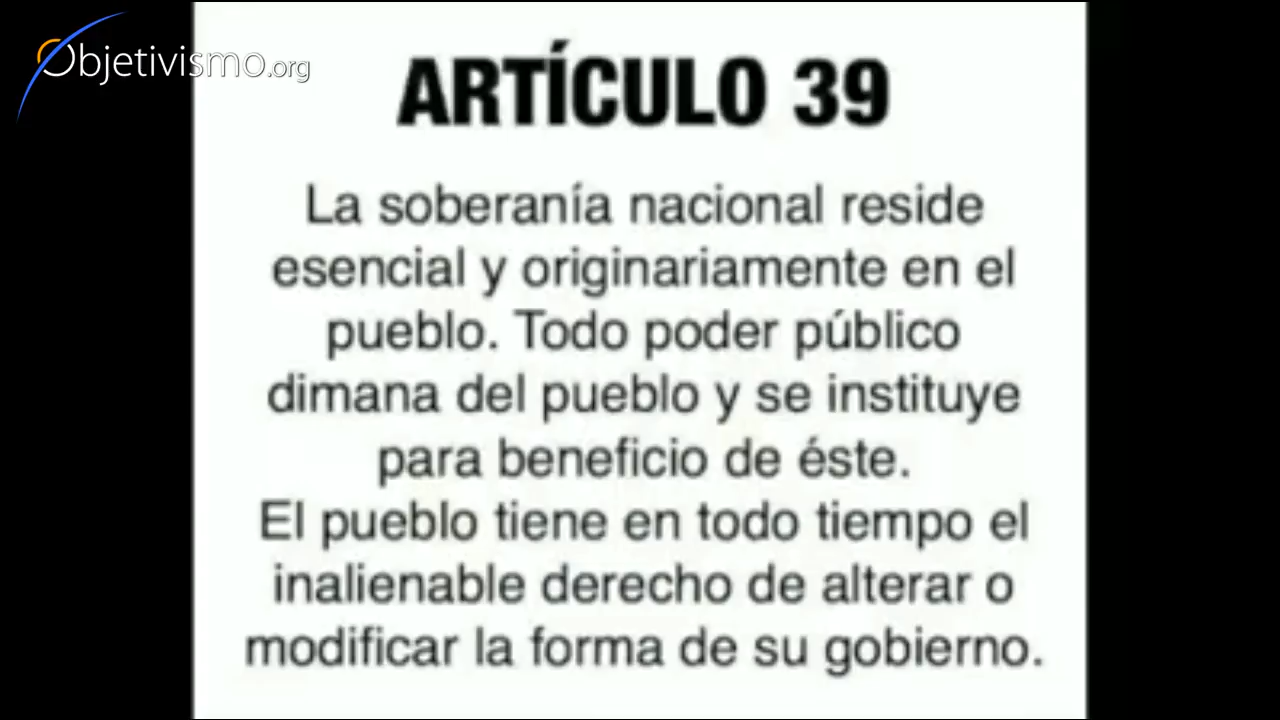 Objetivismo.org
ARTÍCULO 39
La soberanía nacional reside
esencial y originariamente en el
pueblo. Todo poder público
dimana del pueblo y se instituye
para beneficio de éste.
El pueblo tiene en todo tiempo el
inalienable derecho de alterar o
modificar la forma de su gobierno.